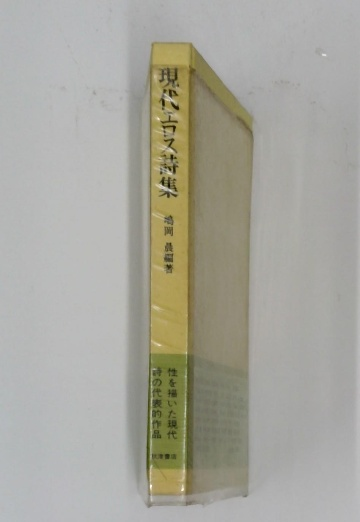 現代エロス詩集
嶋岡 晨編著
性を描いた現代
詩の代表的作品